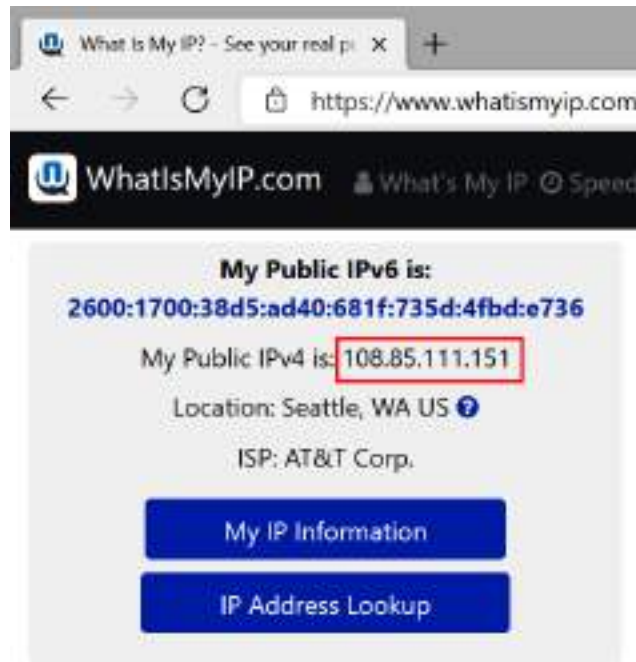 What Is My IP? - See your real p
https://www.whatismyip.com
WhatIsMyIP.com What's My IP Speed
My Public IPv6 is:
2600:1700:38d5:ad40:681f:735d:4fbd:e736
My Public IPv4 is: 108.85.111.151
Location: Seattle, WA US
ISP: AT&T Corp.
My IP Information
IP Address Lookup